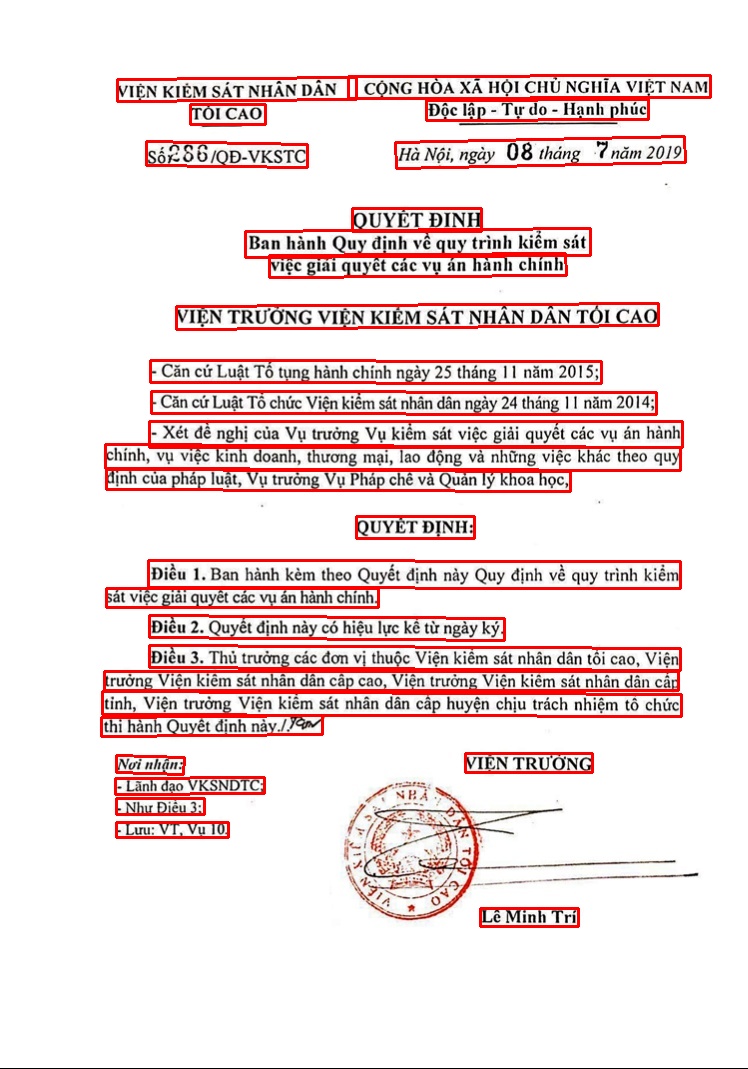 VIỆN KIỂM SÁT NHÂN DÂN
TỐI CAO
CỘNG HÒA XÃ HỘI CHỦ NGHĨA VIỆT NAM
Độc lập - Tự do - Hạnh phúc
Số: 286/QĐ-VKSTC
Hà Nội, ngày 08 tháng 7 năm 2019
QUYẾT ĐỊNH
Ban hành Quy định về quy trình kiểm sát
việc giải quyết các vụ án hành chính
VIỆN TRƯỞNG VIỆN KIỂM SÁT NHÂN DÂN TỐI CAO
- Căn cứ Luật Tố tụng hành chính ngày 25 tháng 11 năm 2015;
- Căn cứ Luật Tổ chức Viện kiểm sát nhân dân ngày 24 tháng 11 năm 2014;
- Xét đề nghị của Vụ trưởng Vụ kiểm sát việc giải quyết các vụ án hành
chính, vụ việc kinh doanh, thương mại, lao động và những việc khác theo quy
định của pháp luật, Vụ trưởng Vụ Pháp chế và Quản lý khoa học,
QUYẾT ĐỊNH:
Điều 1. Ban hành kèm theo Quyết định này Quy định về quy trình kiểm
sát việc giải quyết các vụ án hành chính.
Điều 2. Quyết định này có hiệu lực kể từ ngày ký.
Điều 3. Thủ trưởng các đơn vị thuộc Viện kiểm sát nhân dân tối cao, Viện
trưởng Viện kiểm sát nhân dân cấp cao, Viện trưởng Viện kiểm sát nhân dân cấp
tỉnh, Viện trưởng Viện kiểm sát nhân dân cấp huyện chịu trách nhiệm tổ chức
thi hành Quyết định này./.
Nơi nhận:
- Lãnh đạo VKSNDTC;
- Như Điều 3;
- Lưu: VT, Vụ 10.
VIỆN TRƯỞNG
VIỆN KIỂM SÁT NHÂN DÂN TỐI CAO
Lê Minh Trí